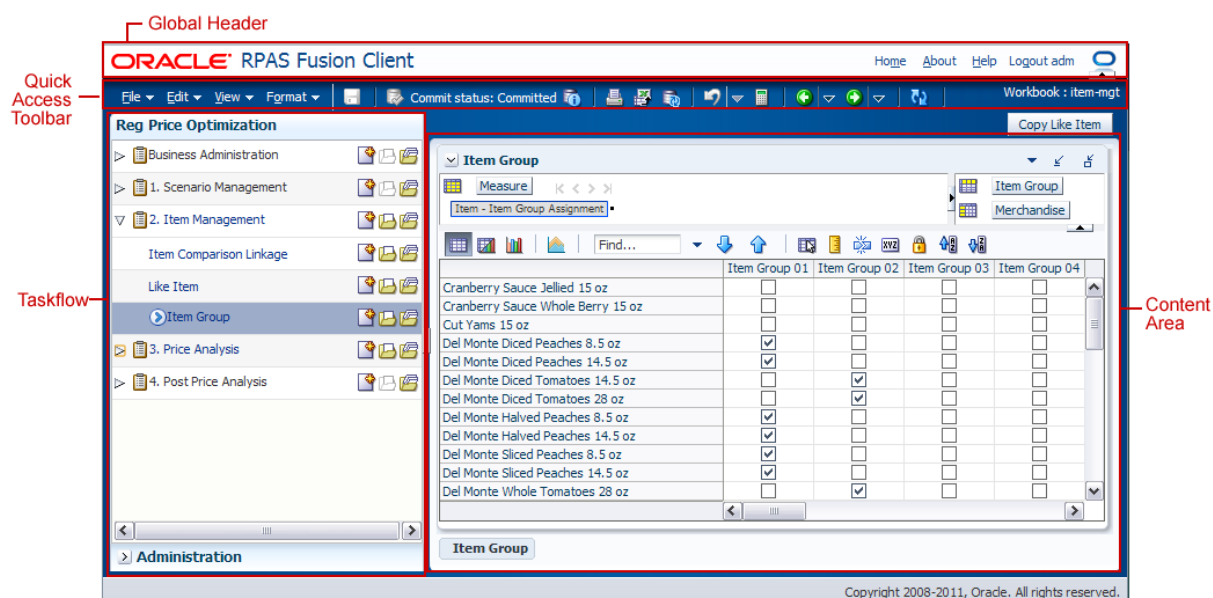 Global Header
ORACLE® RPAS Fusion Client
Home About Help Logout adm
Quick
Access
Toolbar
File Edit View Format Commit status: Committed Workbook : item-mgt
Reg Price Optimization
Copy Like Item
Business Administration
1. Scenario Management
2. Item Management
Item Comparison Linkage
Like Item
Item Group
3. Price Analysis
4. Post Price Analysis
Administration
Taskflow
Item Group
Measure
Item Group
Item - Item Group Assignment
Merchandise
Find... XYZ
Item Group 01 Item Group 02 Item Group 03 Item Group 04
Cranberry Sauce Jellied 15 oz
Cranberry Sauce Whole Berry 15 oz
Cut Yams 15 oz
Del Monte Diced Peaches 8.5 oz
Del Monte Diced Peaches 14.5 oz
Del Monte Diced Tomatoes 14.5 oz
Del Monte Diced Tomatoes 28 oz
Del Monte Halved Peaches 8.5 oz
Del Monte Halved Peaches 14.5 oz
Del Monte Sliced Peaches 8.5 oz
Del Monte Sliced Peaches 14.5 oz
Del Monte Whole Tomatoes 28 oz
Item Group
Content
Area
Copyright 2008-2011, Oracle. All rights reserved.